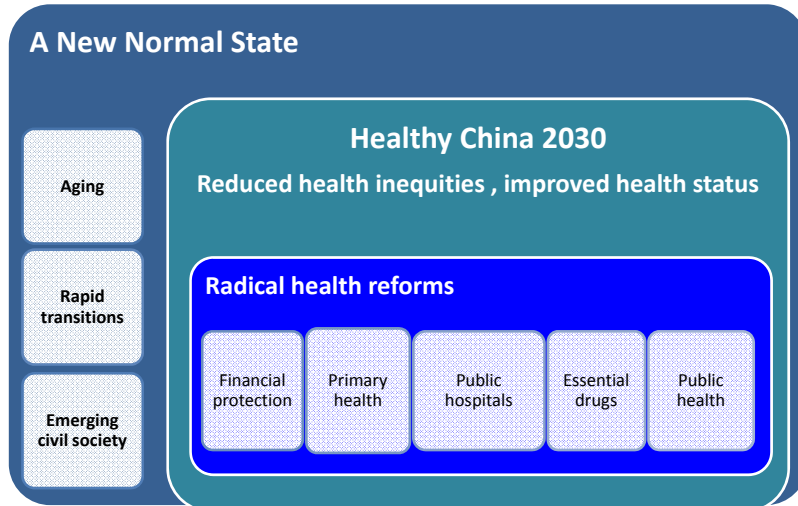 A New Normal State
Healthy China 2030
Reduced health inequities , improved health status
Aging
Rapid
transitions
Emerging
civil society
Radical health reforms
Financial
protection
Primary
health
Public
hospitals
Essential
drugs
Public
health